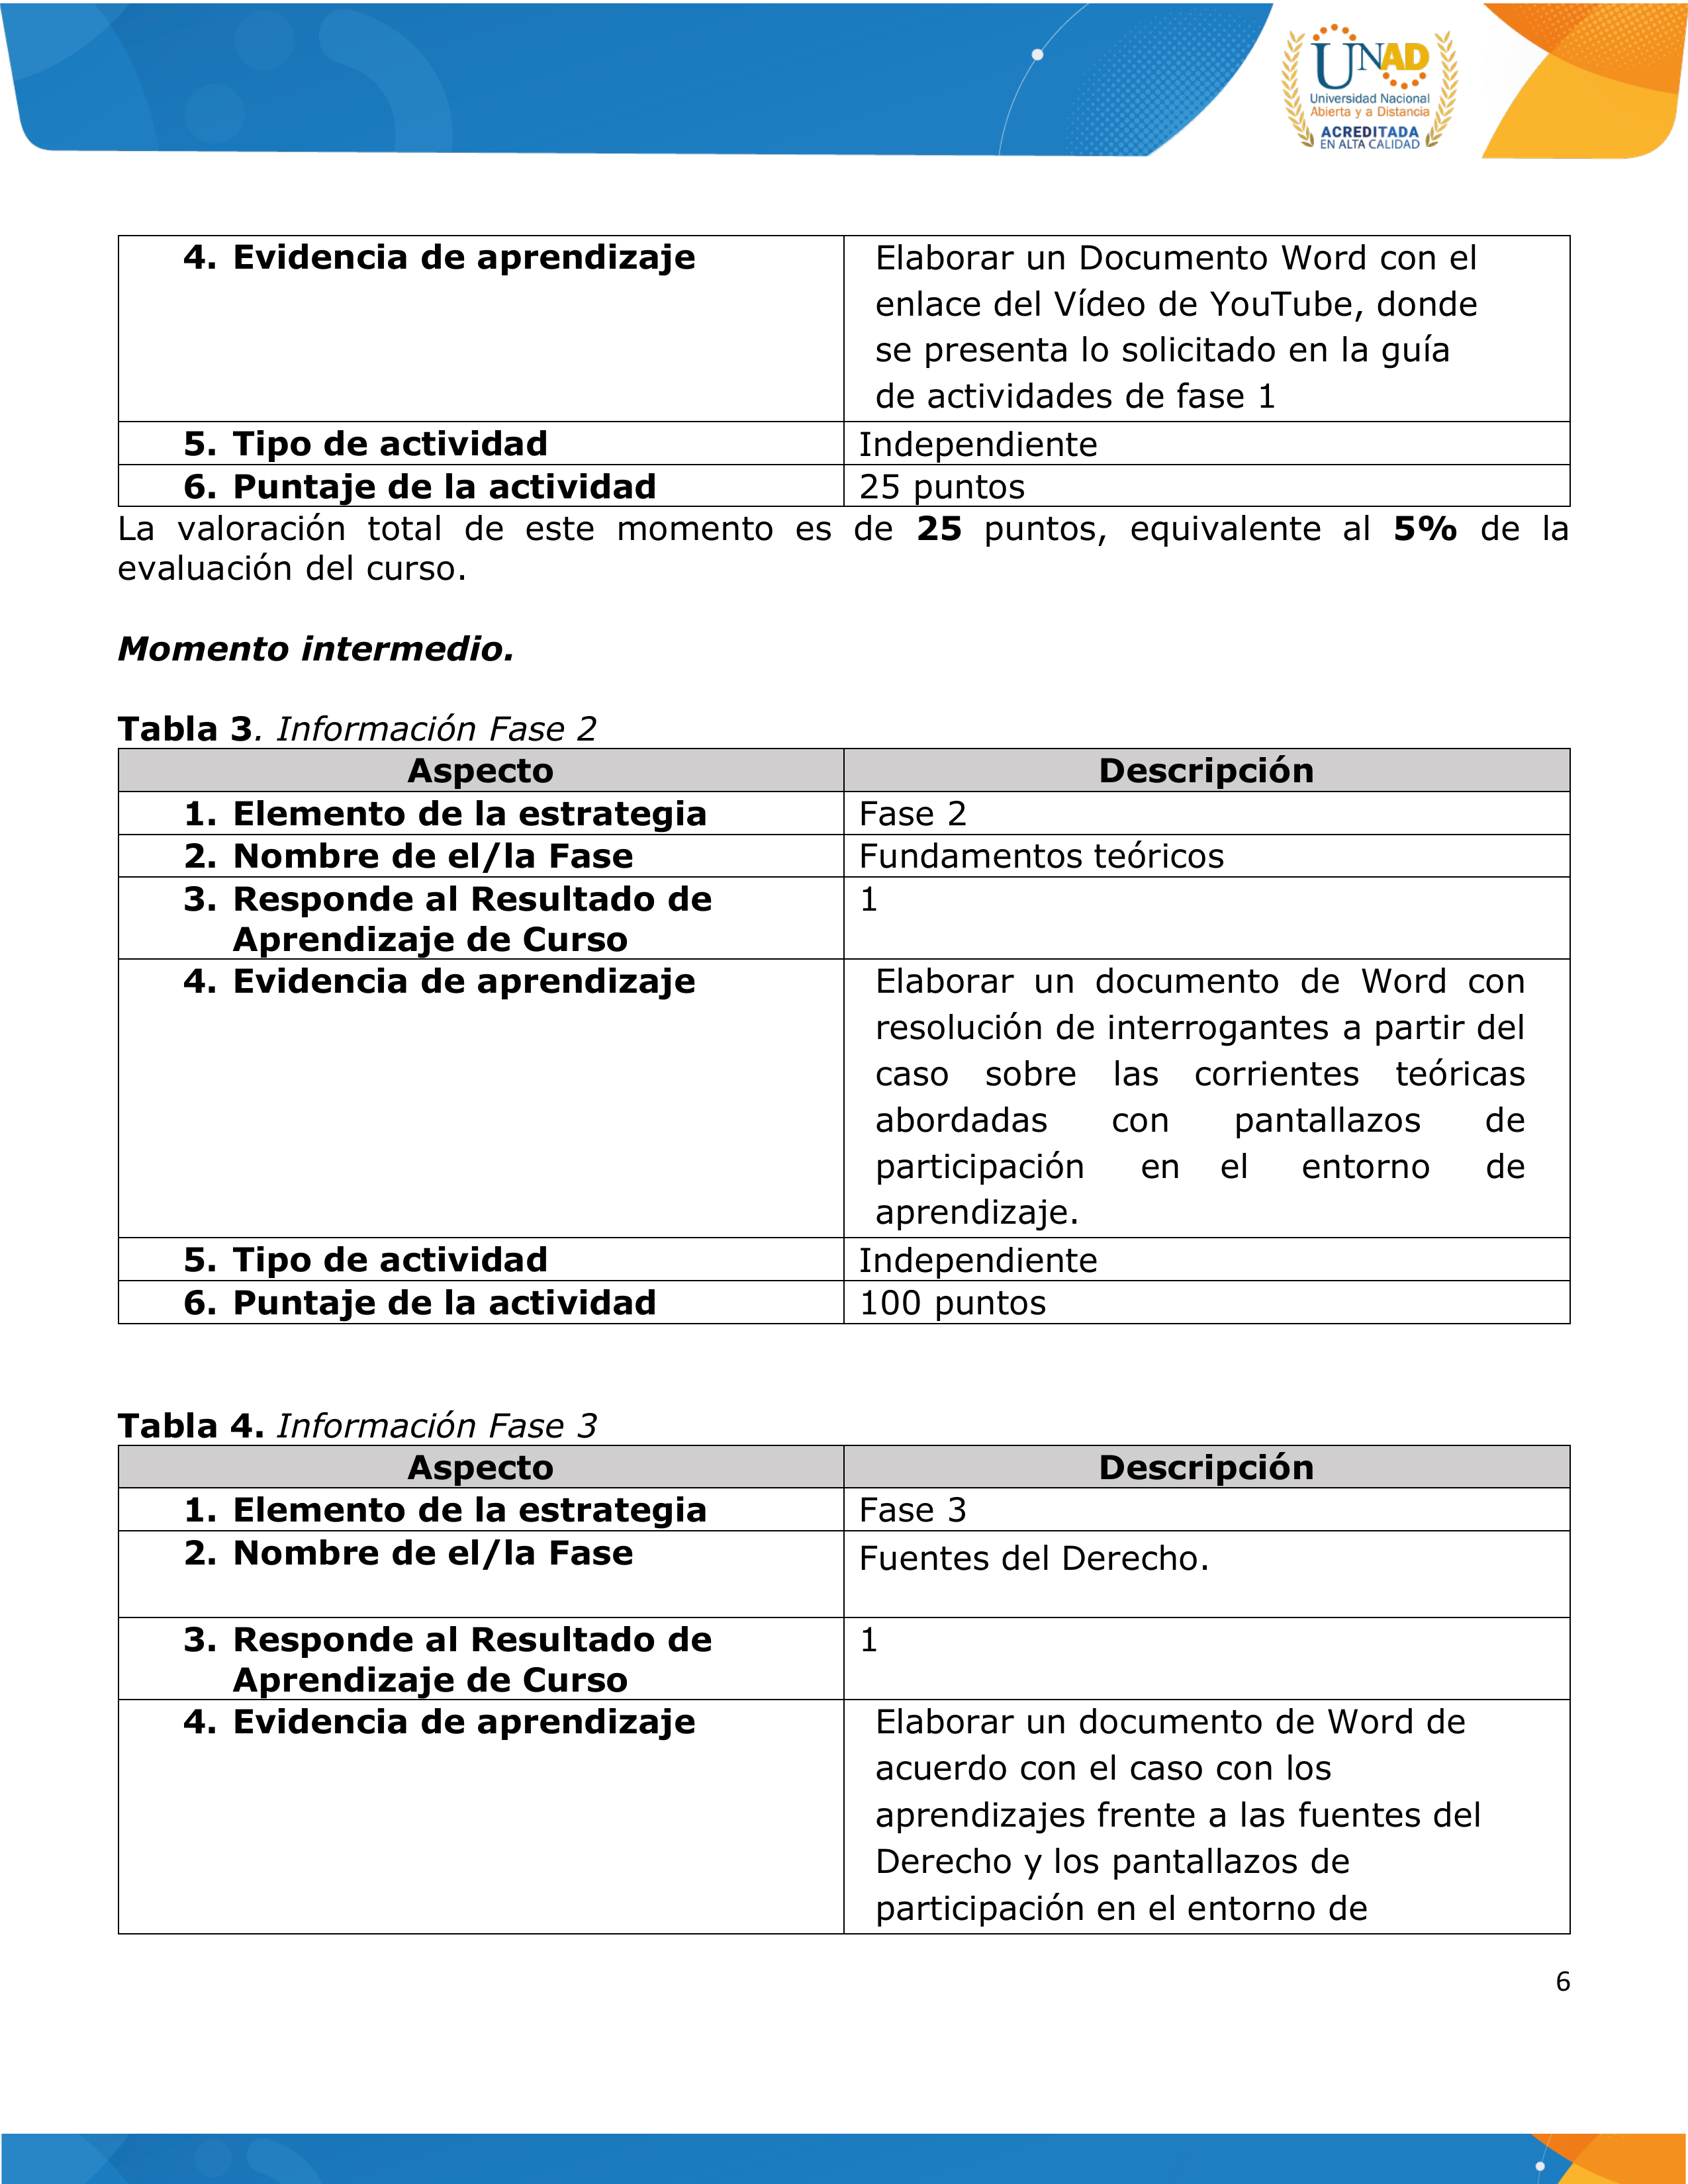 UNAD
Universidad Nacional
Abierta y a Distancia
ACREDITADA
EN ALTA CALIDAD
4. Evidencia de aprendizaje
Elaborar un Documento Word con el
enlace del Vídeo de YouTube, donde
se presenta lo solicitado en la guía
de actividades de fase 1
5. Tipo de actividad
Independiente
6. Puntaje de la actividad
25 puntos
La valoración total de este momento es de 25 puntos, equivalente al 5% de la
evaluación del curso.
Momento intermedio.
Tabla 3. Información Fase 2
Aspecto
Descripción
1. Elemento de la estrategia
Fase 2
2. Nombre de el/la Fase
Fundamentos teóricos
3. Responde al Resultado de
Aprendizaje de Curso
1
4. Evidencia de aprendizaje
Elaborar un documento de Word con
resolución de interrogantes a partir del
caso sobre las corrientes teóricas
abordadas con pantallazos de
participación en el entorno de
aprendizaje.
5. Tipo de actividad
Independiente
6. Puntaje de la actividad
100 puntos
Tabla 4. Información Fase 3
Aspecto
Descripción
1. Elemento de la estrategia
Fase 3
2. Nombre de el/la Fase
Fuentes del Derecho.
3. Responde al Resultado de
Aprendizaje de Curso
1
4. Evidencia de aprendizaje
Elaborar un documento de Word de
acuerdo con el caso con los
aprendizajes frente a las fuentes del
Derecho y los pantallazos de
participación en el entorno de
6